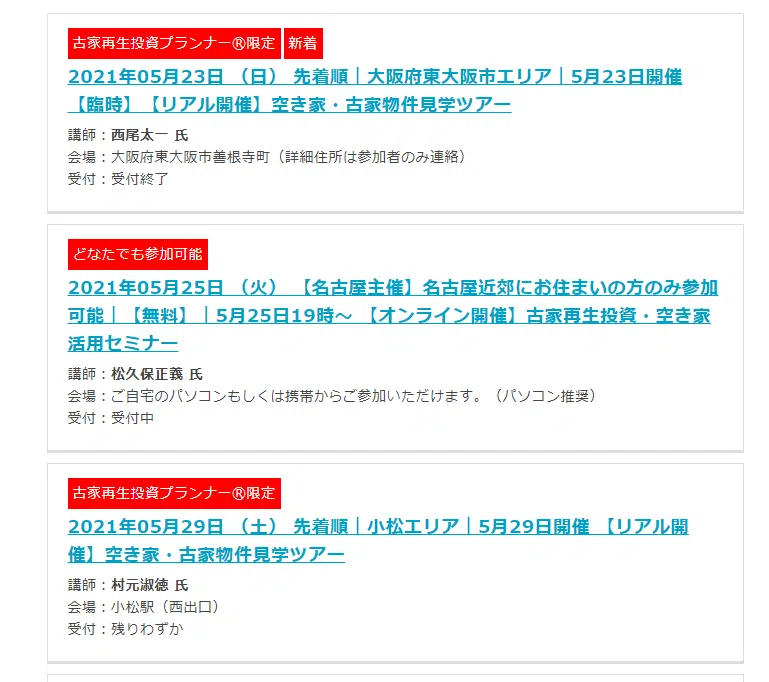 古家再生投資プランナー®限定 新着
2021年05月23日 （日） 先着順｜大阪府東大阪市エリア｜5月23日開催
【臨時】【リアル開催】空き家・古家物件見学ツアー
講師：西尾太一 氏
会場：大阪府東大阪市善根寺町（詳細住所は参加者のみ連絡）
受付：受付終了
どなたでも参加可能
2021年05月25日 （火） 【名古屋主催】名古屋近郊にお住まいの方のみ参加
可能｜【無料】｜5月25日19時～ 【オンライン開催】古家再生投資・空き家
活用セミナー
講師：松久保正義 氏
会場：ご自宅のパソコンもしくは携帯からご参加いただけます。（パソコン推奨）
受付：受付中
古家再生投資プランナー®限定
2021年05月29日 （土） 先着順｜小松エリア｜5月29日開催 【リアル開
催】空き家・古家物件見学ツアー
講師：村元淑徳 氏
会場：小松駅（西出口）
受付：残りわずか